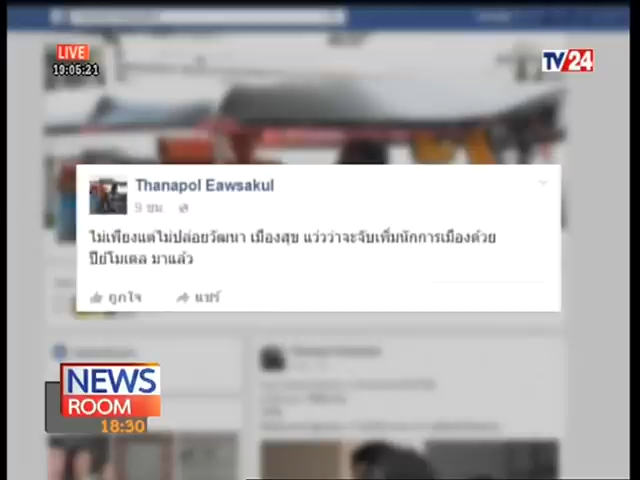 LIVE
19:05:21
TV24
Thanapol Eawsakul
9 ชม
ไม่เพียงแต่ไม่ปล่อยวัฒนา เมืองสุข แว่วว่าจะจับเพิ่มนักการเมืองด้วย
ปิย์โมเดล มาแล้ว
ถูกใจ แชร์
NEWS
ROOM
18:30